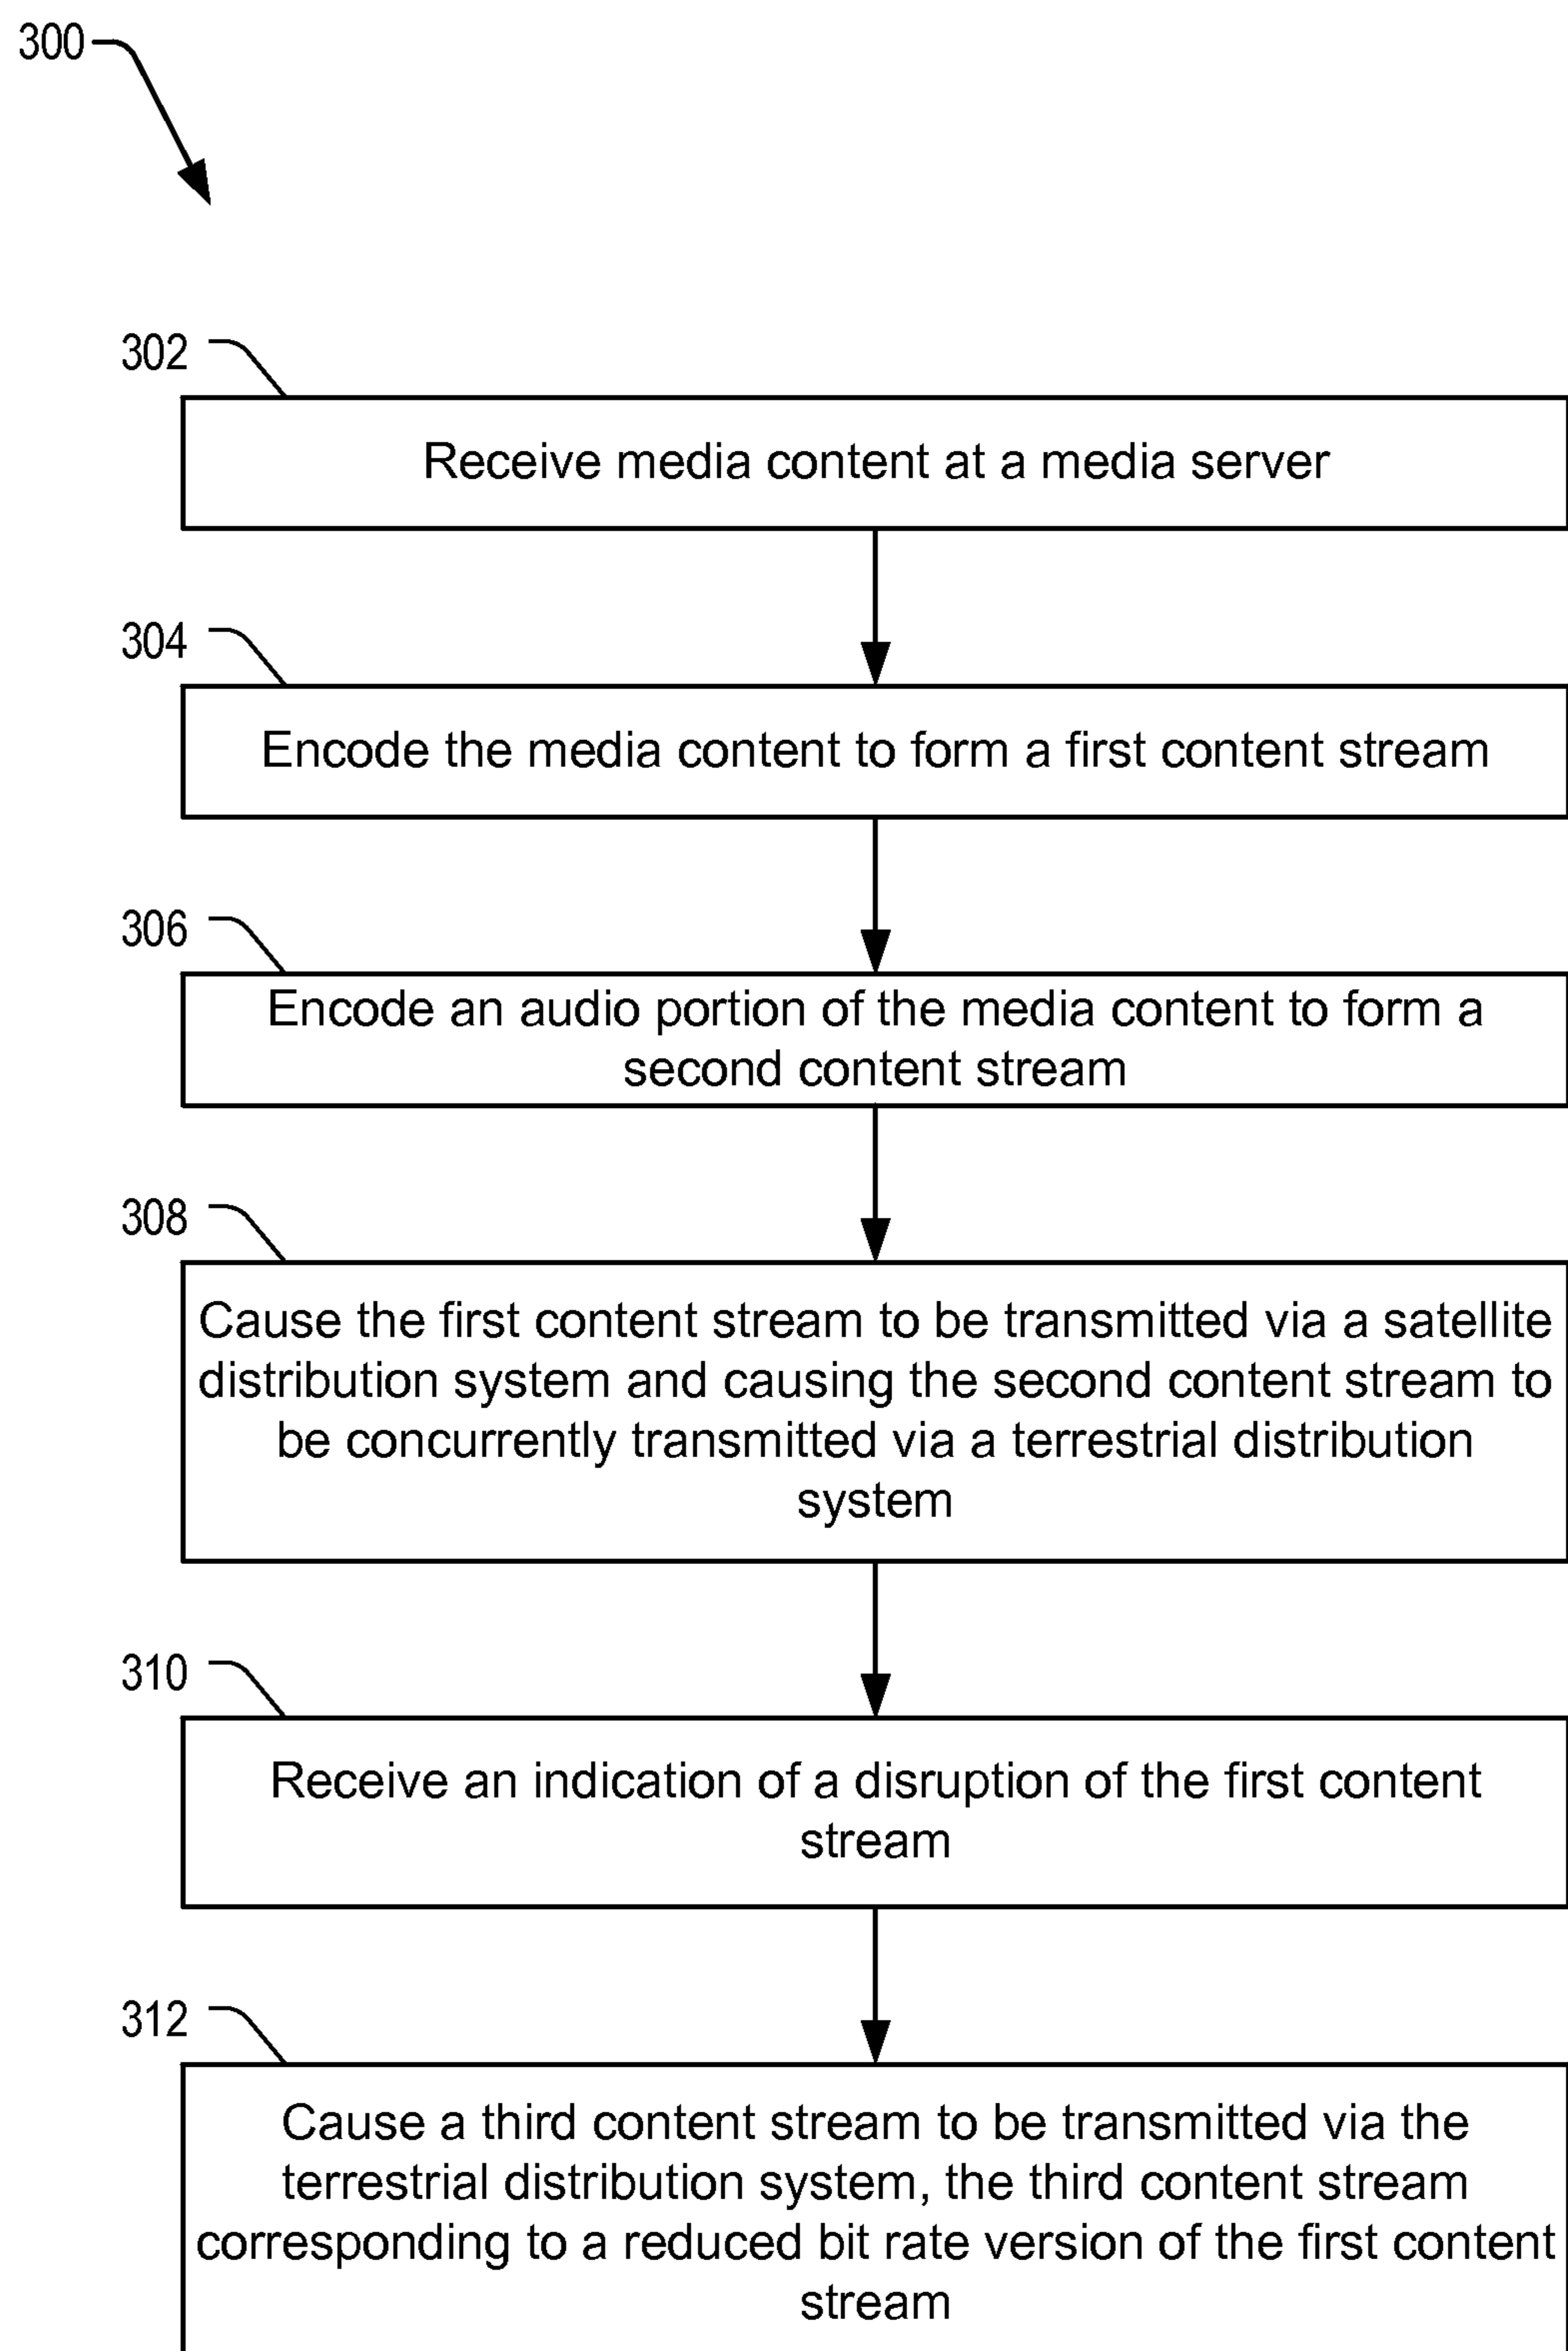 300
302
Receive media content at a media server
304
Encode the media content to form a first content stream
306
Encode an audio portion of the media content to form a
second content stream
308
Cause the first content stream to be transmitted via a satellite
distribution system and causing the second content stream to
be concurrently transmitted via a terrestrial distribution
system
310
Receive an indication of a disruption of the first content
stream
312
Cause a third content stream to be transmitted via the
terrestrial distribution system, the third content stream
corresponding to a reduced bit rate version of the first content
stream